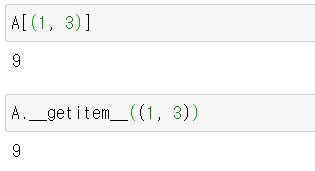 A[(1, 3)]
9
A.__getitem__((1, 3))
9